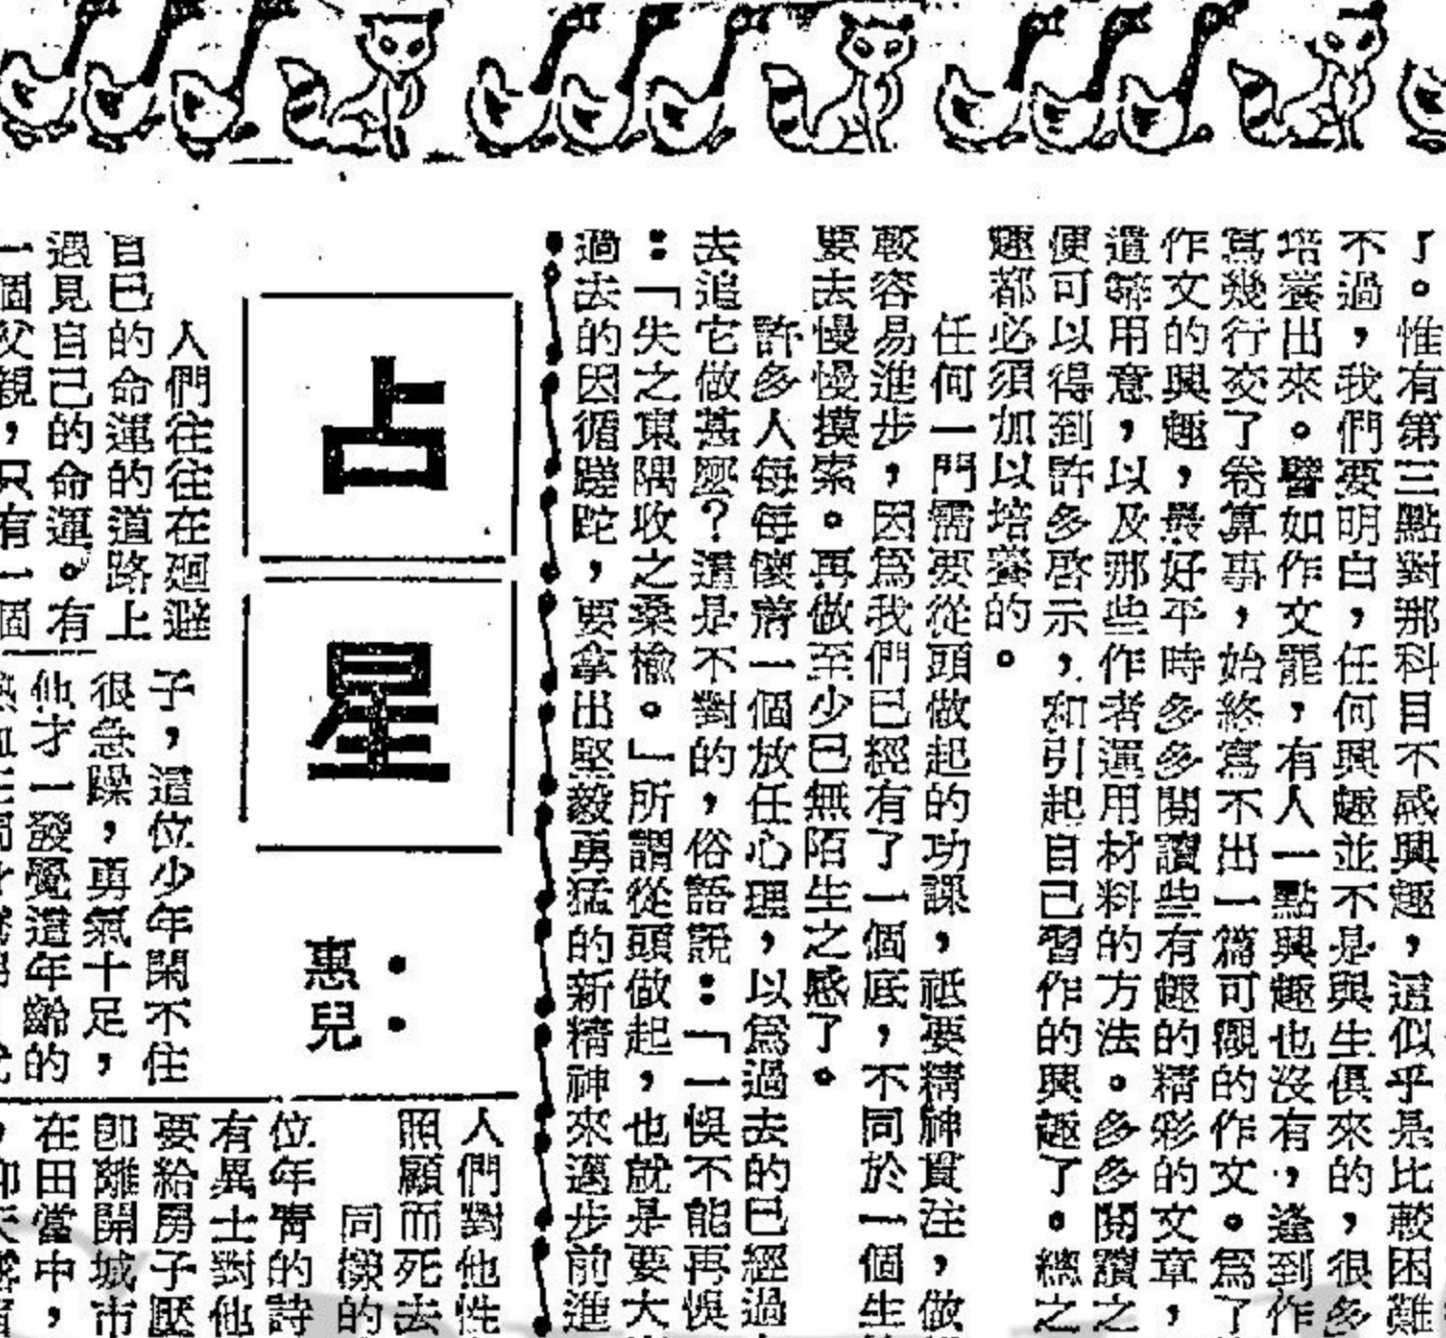 了。惟有第三點對那科目不感興趣，這似乎是比較困難
不過，我們要明白，任何興趣並不是與生俱來的，很多
培養出來。譬如作文罷，有人一點興趣也沒有，逢到作
寫幾行交了卷算事，始終寫不出一篇可觀的作文。爲了
作文的興趣，最好平時多多閱讀些有趣的精彩的文章，
還需用意，以及那些作者運用材料的方法。多多閱讀之
便可以得到許多啓示，和引起自己習作的興趣了。總之
趣都必須加以培養的。
任何一門需要從頭做起的功課，祗要精神貫注，做
較容易進步，因爲我們已經有了一個底，不同於一個生
要去慢慢摸索。再做至少已無陌生之感了。
許多人每每懷着一個放任心理，以爲過去的已經過
去追它做甚麼？這是不對的，俗語說：「一悞不能再悞
：「失之東隅收之桑榆。」所謂從頭做起，也就是要大
過去的因循蹉跎，要拿出堅毅勇猛的新精神來邁步前進
占星
：惠兒
人們往往在迴避
自己的命運的道路上
遇見自己的命運。有
一個父親，只有一個
子，這位少年閑不住
很急躁，勇氣十足，
他才一發覺這年齡的
人們對他性
照顧而死去
同樣的
位年靑的詩
有異士對他
要給房子壓
卽離開城市
在田當中，